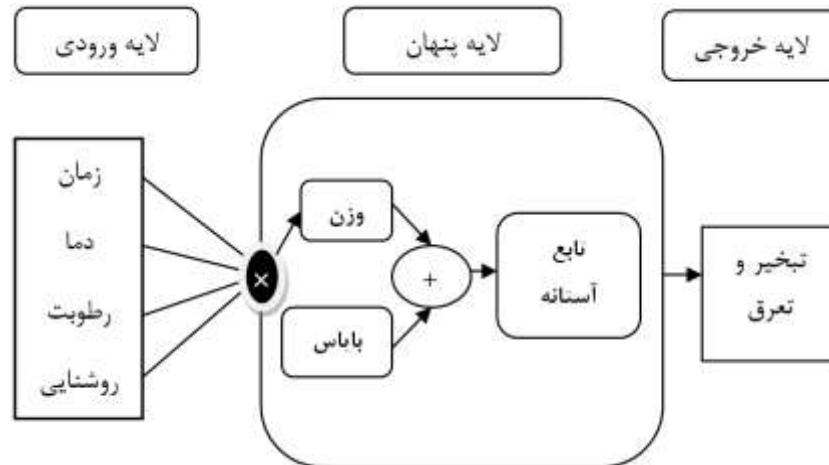 لایه ورودی
لایه پنهان
لایه خروجی
زمان
دما
رطوبت
روشنایی
×
وزن
بایاس
+
تابع
آستانه
تبخیر و
تعرق